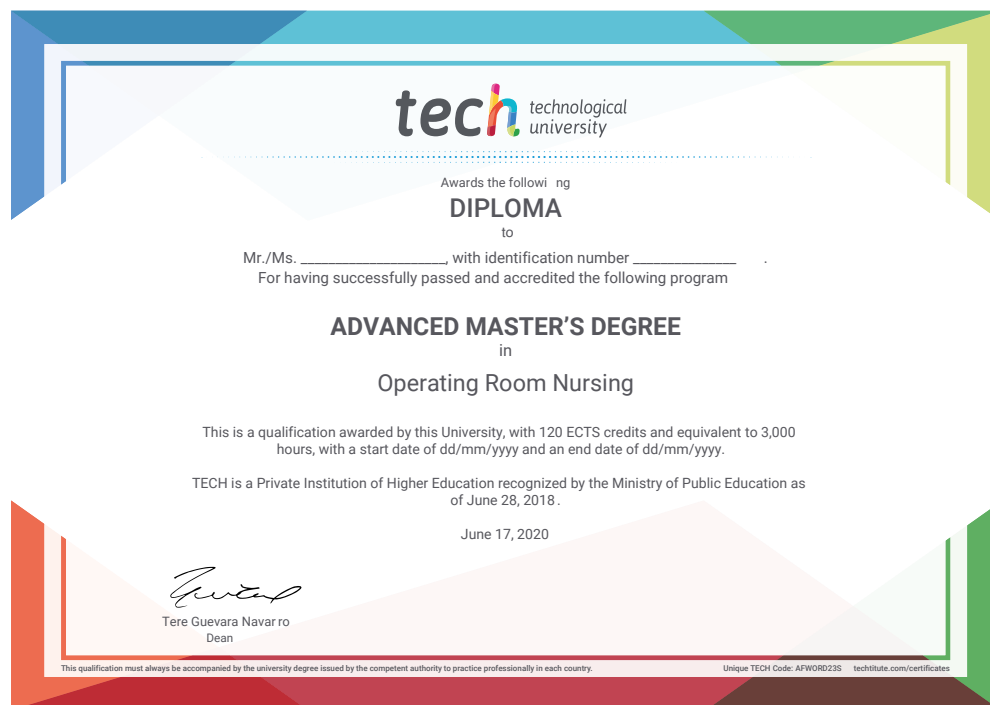 tech technological
university
Awards the followi ng
DIPLOMA
to
Mr./Ms. _____________________, with identification number _______________ .
For having successfully passed and accredited the following program
ADVANCED MASTER’S DEGREE
in
Operating Room Nursing
This is a qualification awarded by this University, with 120 ECTS credits and equivalent to 3,000
hours, with a start date of dd/mm/yyyy and an end date of dd/mm/yyyy.
TECH is a Private Institution of Higher Education recognized by the Ministry of Public Education as
of June 28, 2018 .
June 17, 2020
Tere Guevara Navar ro
Dean
This qualification must always be accompanied by the university degree issued by the competent authority to practice professionally in each country.
Unique TECH Code: AFWORD23S techtitute.com/certificates